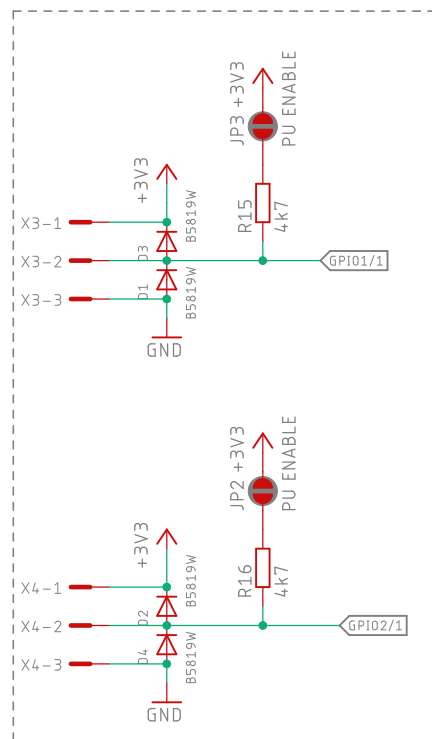 JP3 +3V3
PU ENABLE
+3V3
R15
4k7
X3-1
X3-2
X3-3
D3
B5819W
D1
B5819W
GPIO1/1
GND
JP2 +3V3
PU ENABLE
+3V3
R16
4k7
X4-1
X4-2
X4-3
D2
B5819W
D4
B5819W
GPIO2/1
GND